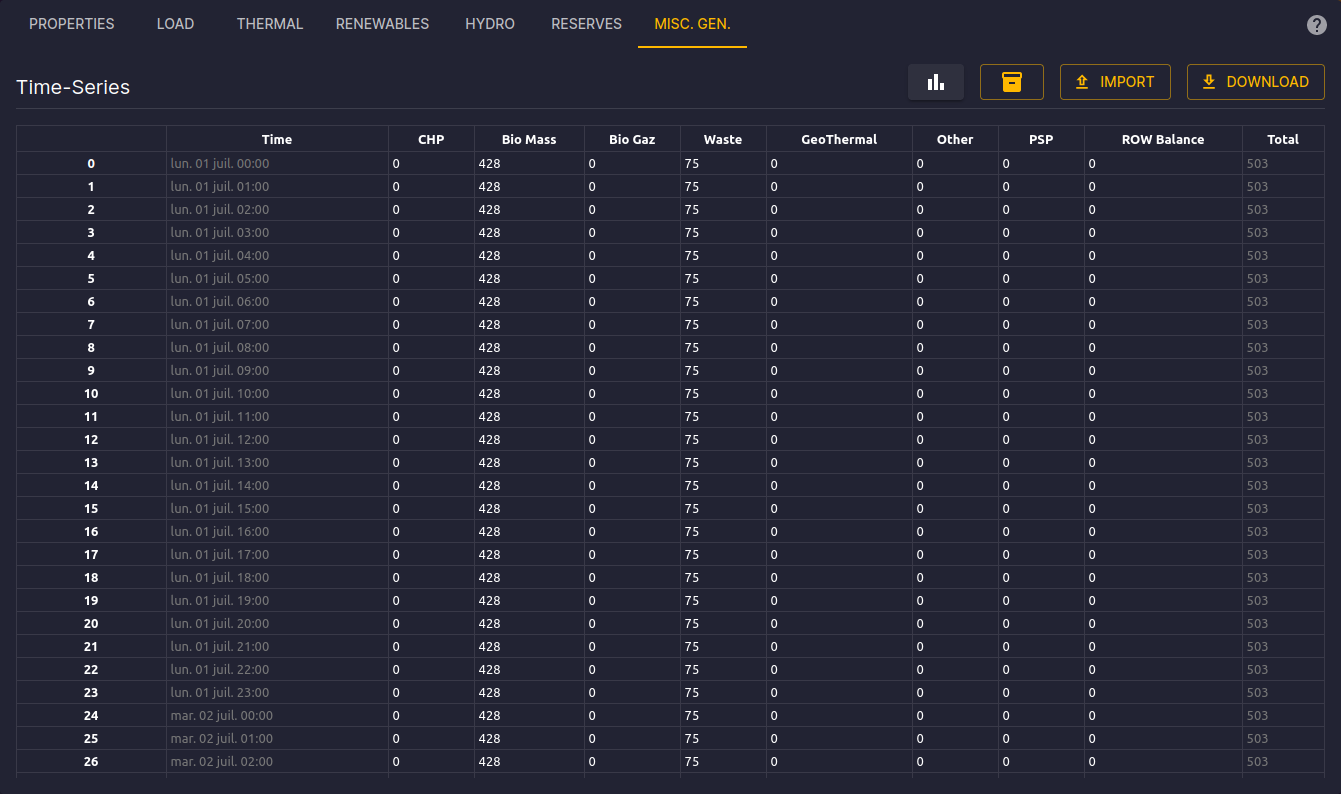 PROPERTIES LOAD THERMAL RENEWABLES HYDRO RESERVES MISC. GEN. ?
Time-Series IMPORT DOWNLOAD
Time CHP Bio Mass Bio Gaz Waste GeoThermal Other PSP ROW Balance Total
0 lun. 01 juil. 00:00 0 428 0 75 0 0 0 0 503
1 lun. 01 juil. 01:00 0 428 0 75 0 0 0 0 503
2 lun. 01 juil. 02:00 0 428 0 75 0 0 0 0 503
3 lun. 01 juil. 03:00 0 428 0 75 0 0 0 0 503
4 lun. 01 juil. 04:00 0 428 0 75 0 0 0 0 503
5 lun. 01 juil. 05:00 0 428 0 75 0 0 0 0 503
6 lun. 01 juil. 06:00 0 428 0 75 0 0 0 0 503
7 lun. 01 juil. 07:00 0 428 0 75 0 0 0 0 503
8 lun. 01 juil. 08:00 0 428 0 75 0 0 0 0 503
9 lun. 01 juil. 09:00 0 428 0 75 0 0 0 0 503
10 lun. 01 juil. 10:00 0 428 0 75 0 0 0 0 503
11 lun. 01 juil. 11:00 0 428 0 75 0 0 0 0 503
12 lun. 01 juil. 12:00 0 428 0 75 0 0 0 0 503
13 lun. 01 juil. 13:00 0 428 0 75 0 0 0 0 503
14 lun. 01 juil. 14:00 0 428 0 75 0 0 0 0 503
15 lun. 01 juil. 15:00 0 428 0 75 0 0 0 0 503
16 lun. 01 juil. 16:00 0 428 0 75 0 0 0 0 503
17 lun. 01 juil. 17:00 0 428 0 75 0 0 0 0 503
18 lun. 01 juil. 18:00 0 428 0 75 0 0 0 0 503
19 lun. 01 juil. 19:00 0 428 0 75 0 0 0 0 503
20 lun. 01 juil. 20:00 0 428 0 75 0 0 0 0 503
21 lun. 01 juil. 21:00 0 428 0 75 0 0 0 0 503
22 lun. 01 juil. 22:00 0 428 0 75 0 0 0 0 503
23 lun. 01 juil. 23:00 0 428 0 75 0 0 0 0 503
24 mar. 02 juil. 00:00 0 428 0 75 0 0 0 0 503
25 mar. 02 juil. 01:00 0 428 0 75 0 0 0 0 503
26 mar. 02 juil. 02:00 0 428 0 75 0 0 0 0 503